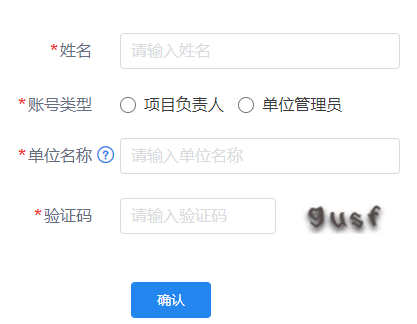 *姓名 请输入姓名
*账号类型 项目负责人 单位管理员
*单位名称 ? 请输入单位名称
*验证码 请输入验证码 gusf
确认